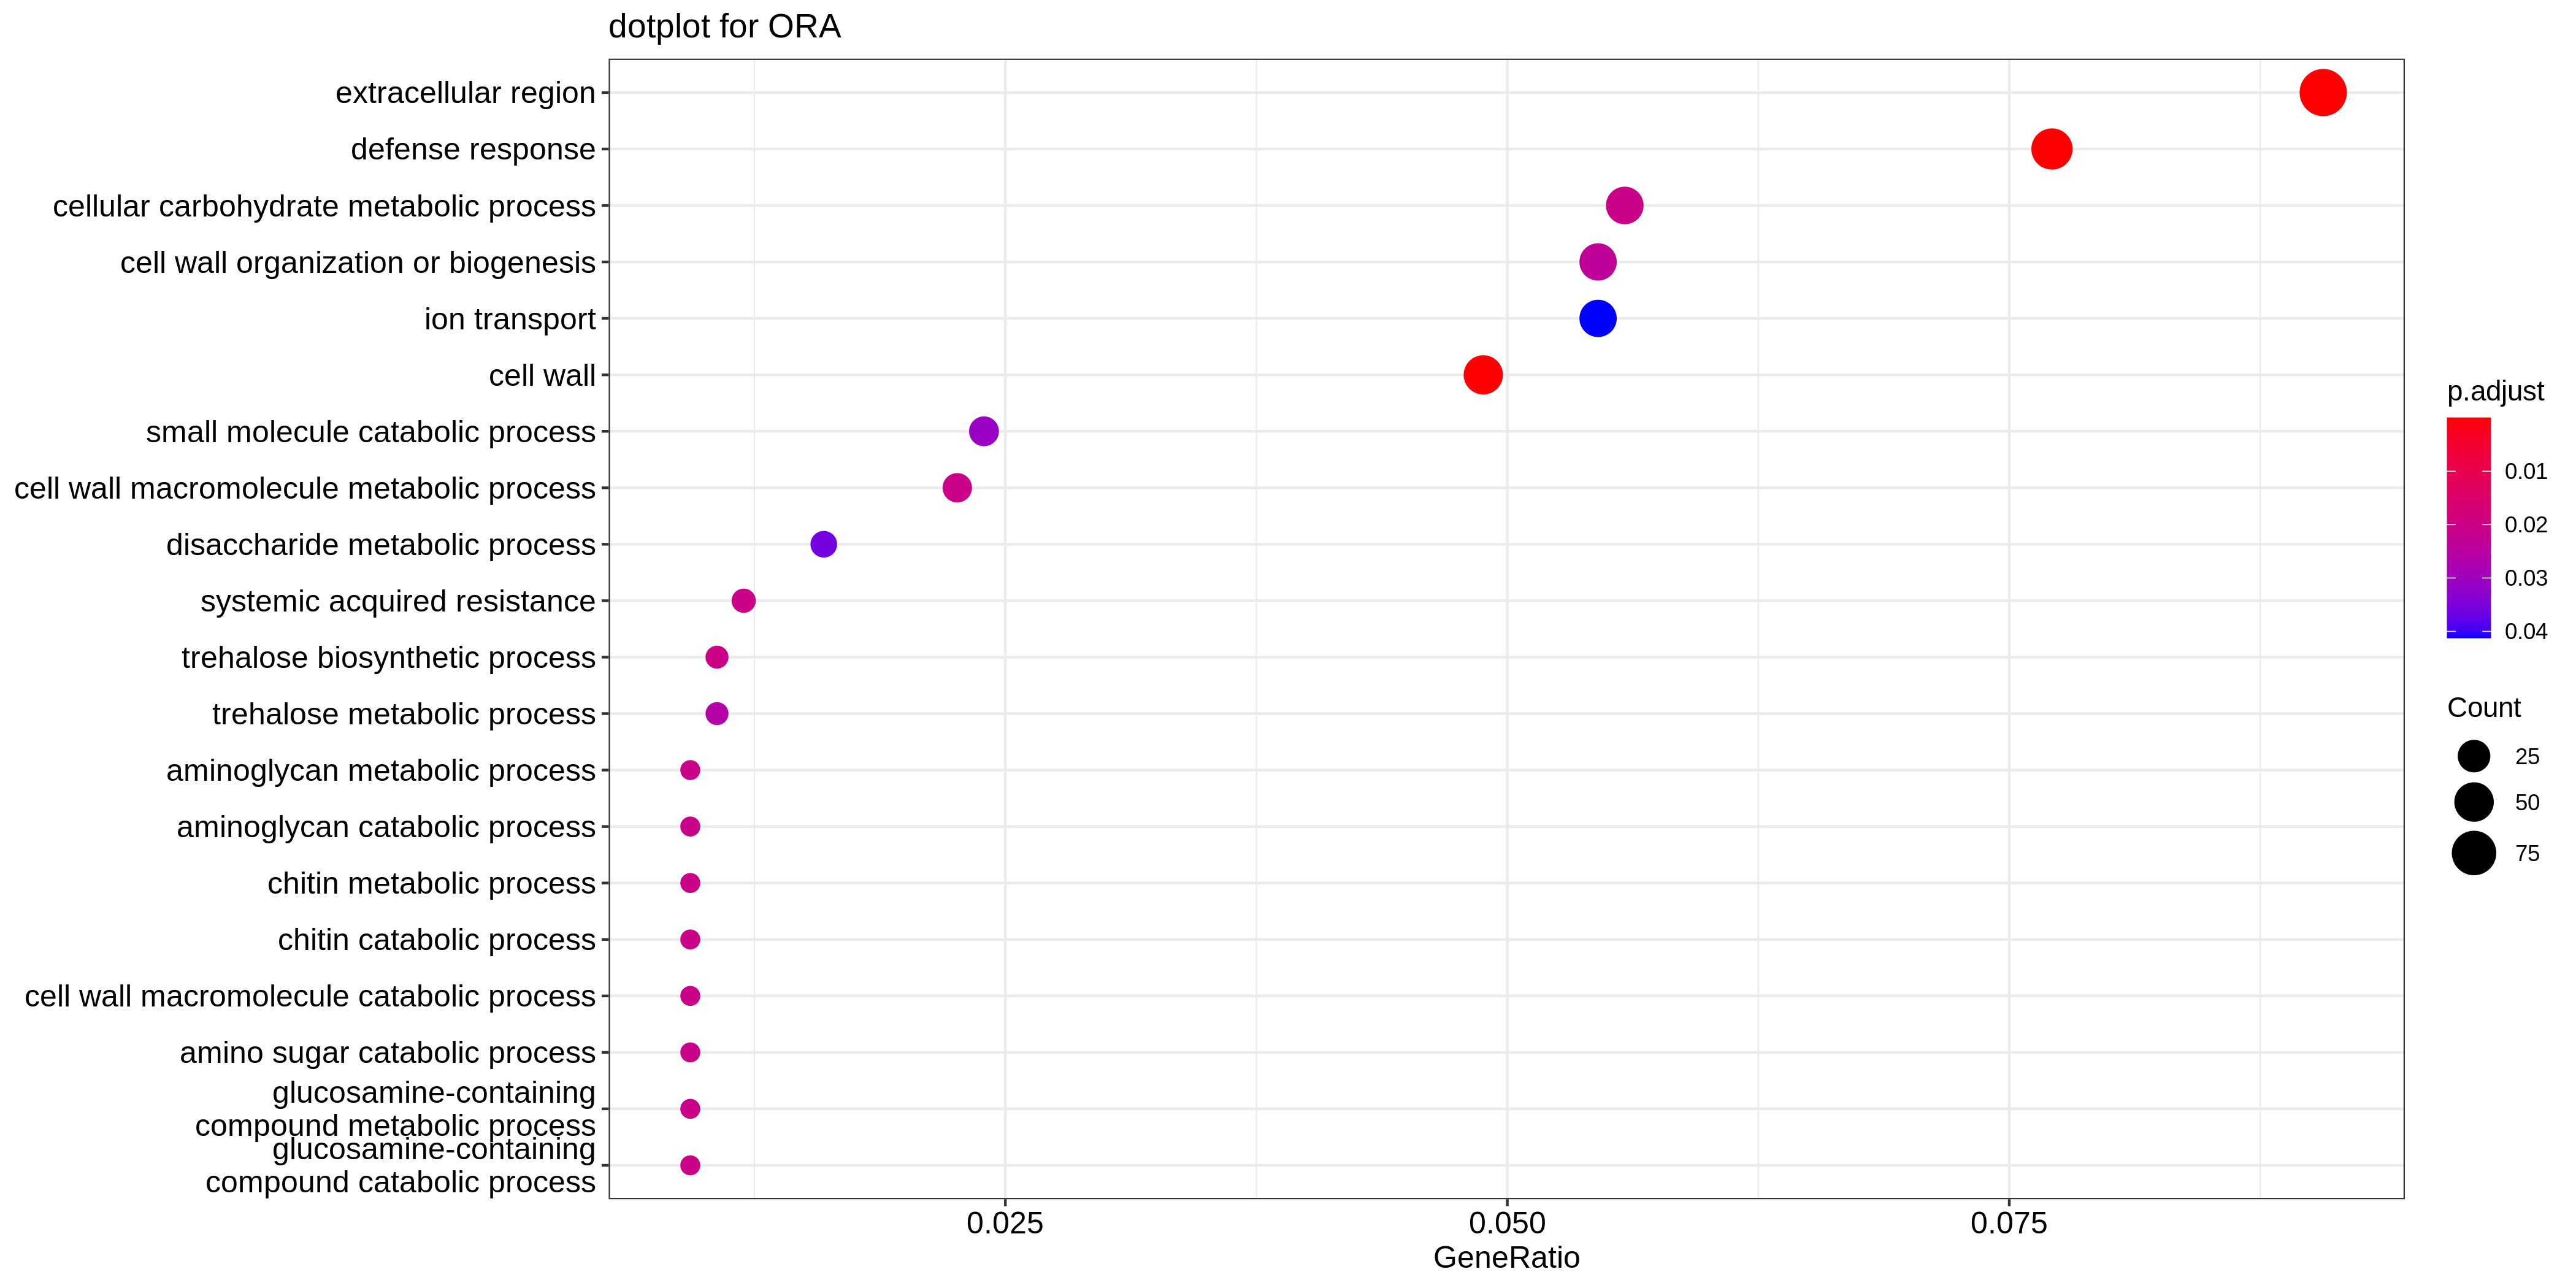 dotplot for ORA
extracellular region
defense response
cellular carbohydrate metabolic process
cell wall organization or biogenesis
ion transport
cell wall
small molecule catabolic process
cell wall macromolecule metabolic process
disaccharide metabolic process
systemic acquired resistance
trehalose biosynthetic process
trehalose metabolic process
aminoglycan metabolic process
aminoglycan catabolic process
chitin metabolic process
chitin catabolic process
cell wall macromolecule catabolic process
amino sugar catabolic process
glucosamine-containing
compound metabolic process
glucosamine-containing
compound catabolic process
0.025
0.050
0.075
GeneRatio
p.adjust
0.01
0.02
0.03
0.04
Count
25
50
75